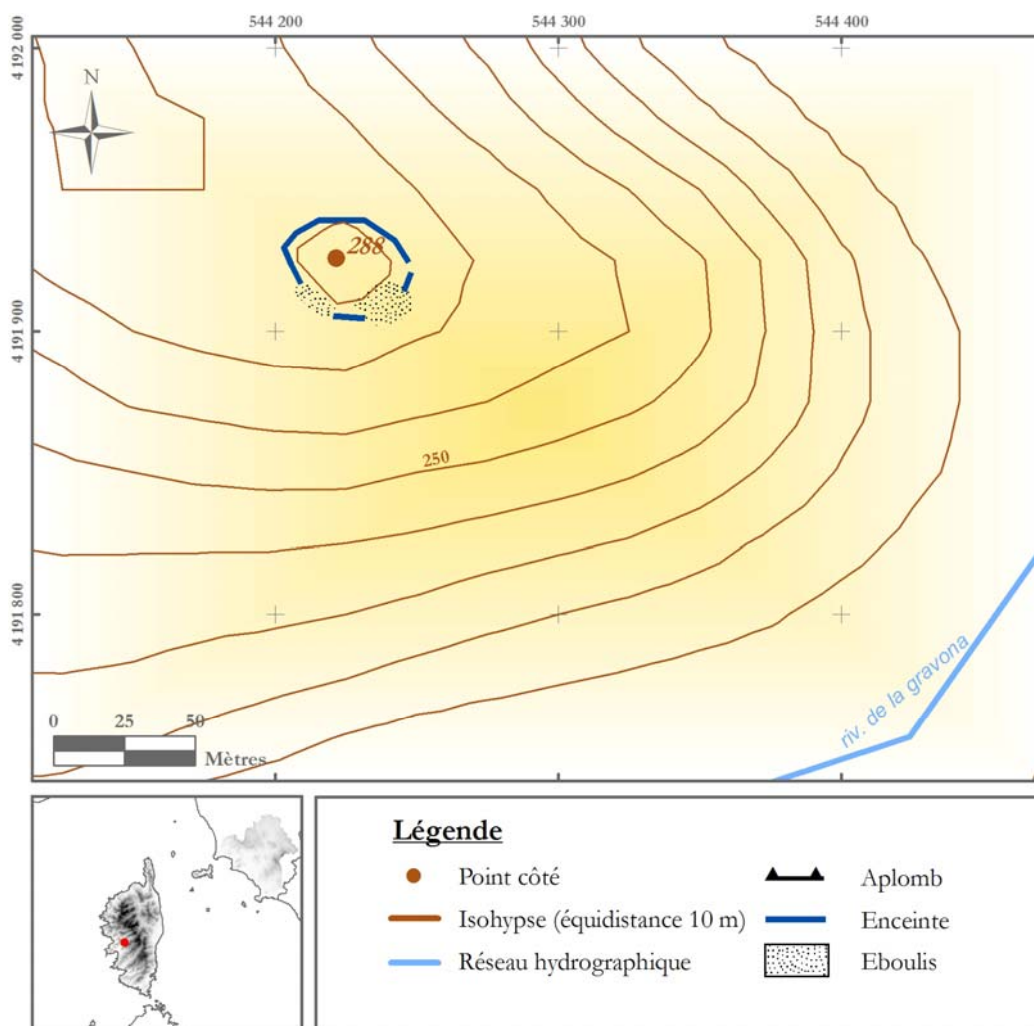 544 200 544 300 544 400
4 192 000
N
288
4 191 900
250
4 191 800
riv. de la gravona
0 25 50
Mètres
Légende
Point côté
Aplomb
Isohypse (équidistance 10 m)
Enceinte
Réseau hydrographique
Eboulis